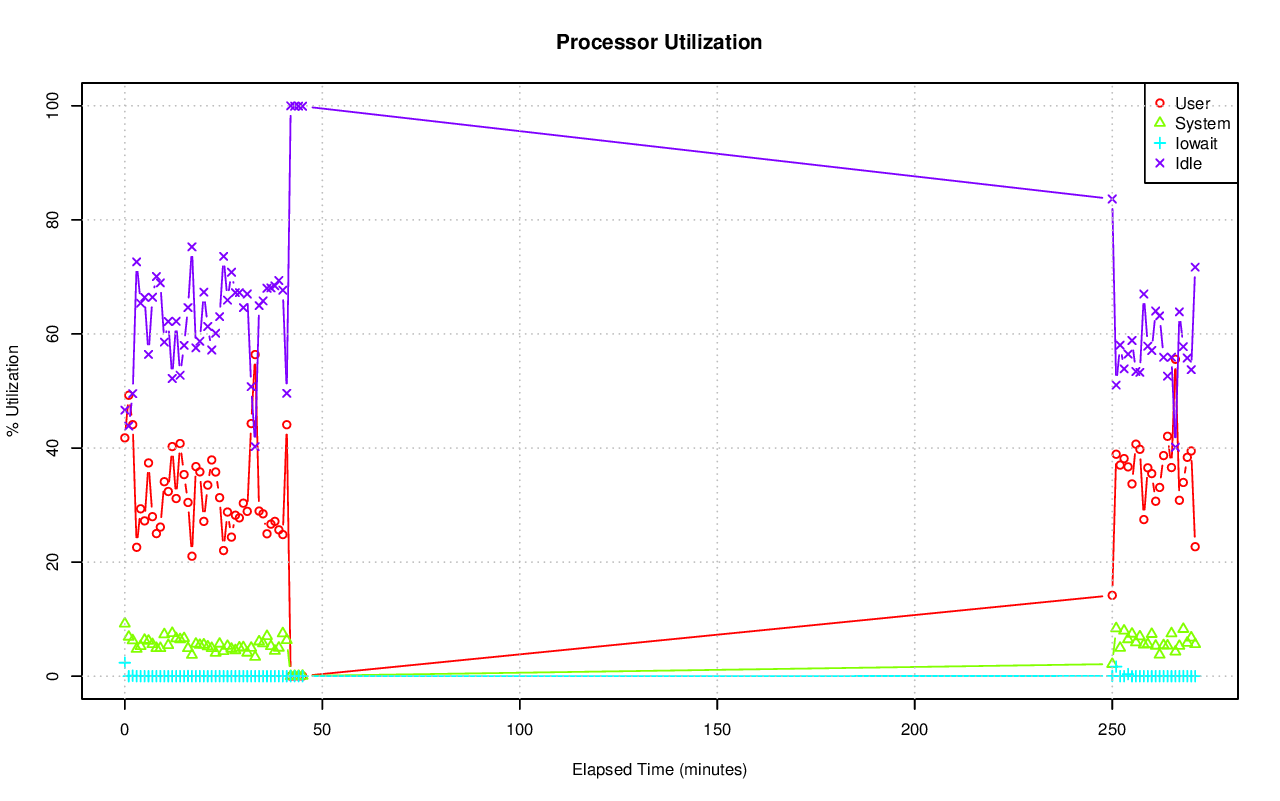 Processor Utilization
% Utilization
100
80
60
40
20
0
User
System
Iowait
Idle
0 50 100 150 200 250
Elapsed Time (minutes)